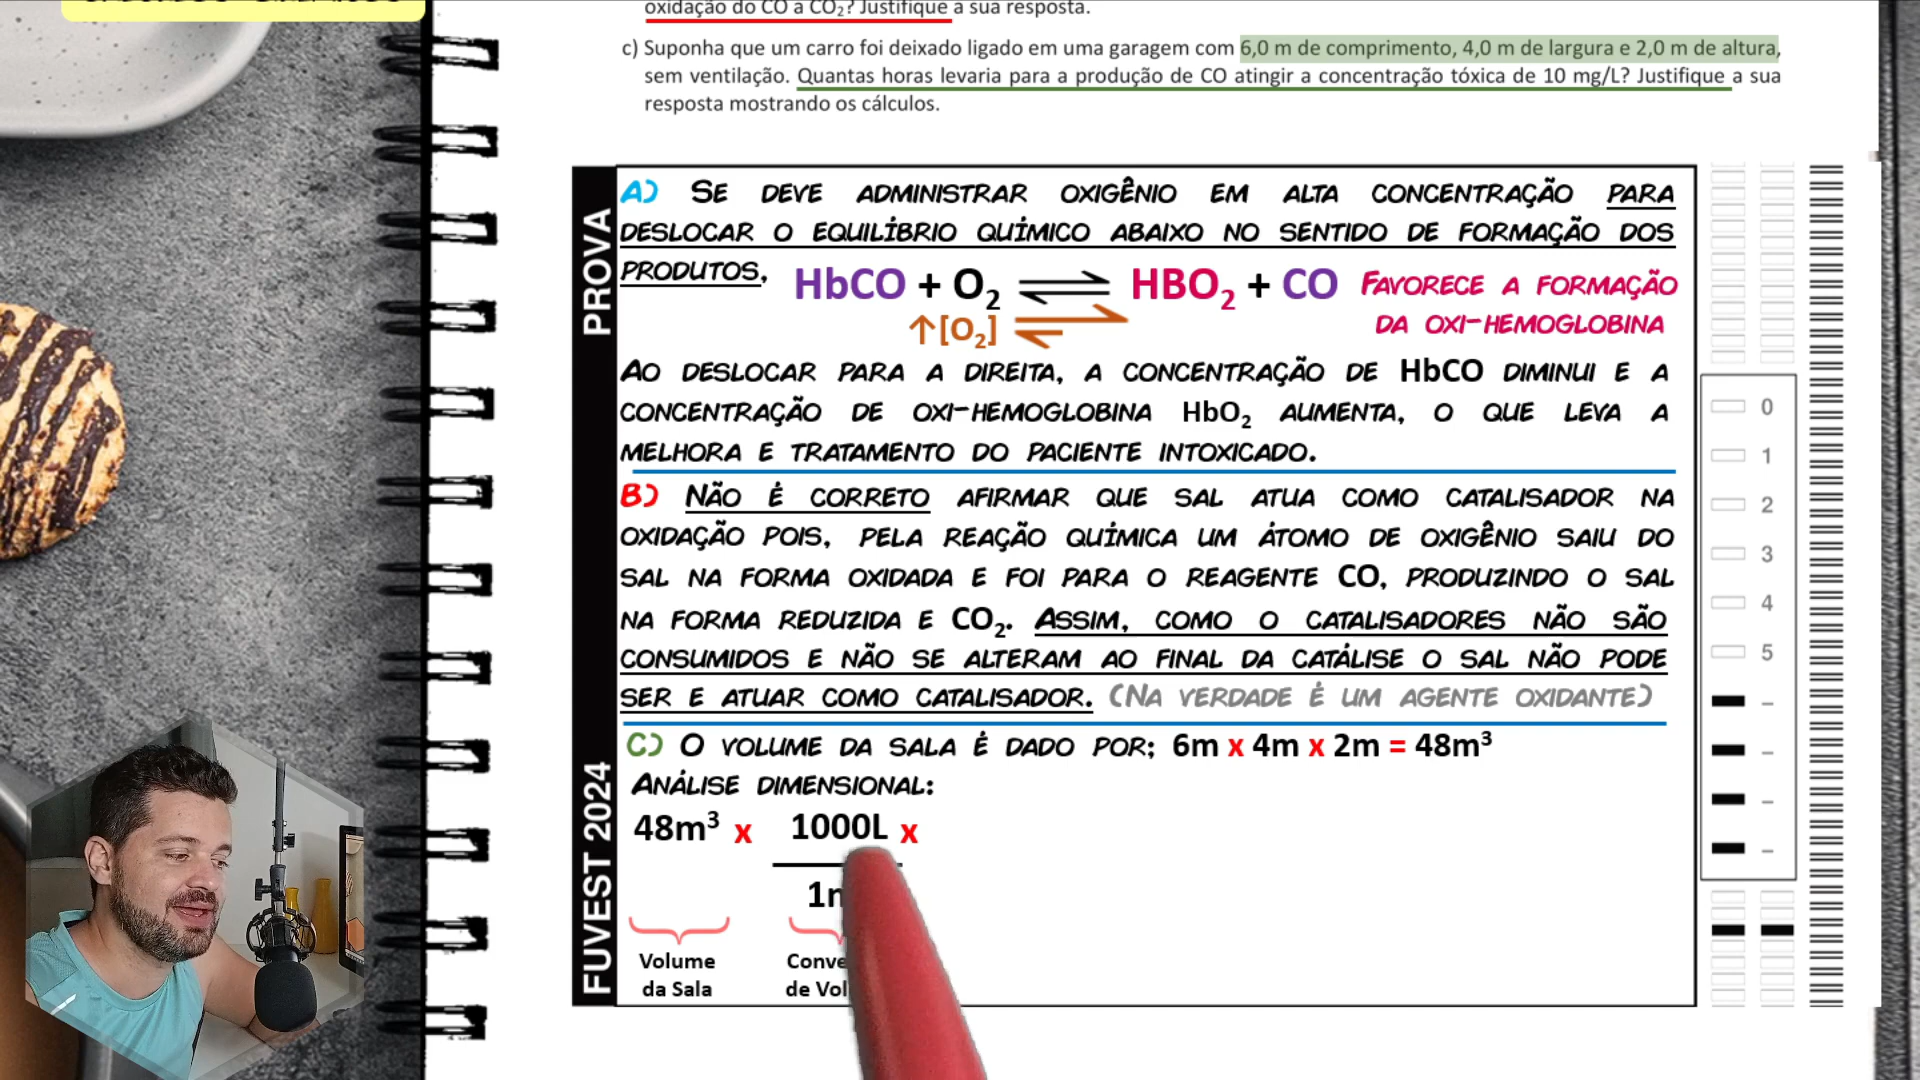 oxidação do CO a CO₂? Justifique a sua resposta.
c) Suponha que um carro foi deixado ligado em uma garagem com 6,0 m de comprimento, 4,0 m de largura e 2,0 m de altura,
sem ventilação. Quantas horas levaria para a produção de CO atingir a concentração tóxica de 10 mg/L? Justifique a sua
resposta mostrando os cálculos.
PROVA
FUVEST 2024
A) SE DEVE ADMINISTRAR OXIGÊNIO EM ALTA CONCENTRAÇÃO PARA
DESLOCAR O EQUILÍBRIO QUÍMICO ABAIXO NO SENTIDO DE FORMAÇÃO DOS
PRODUTOS, HbCO + O₂ ⇌ HBO₂ + CO FAVORECE A FORMAÇÃO
↑[O₂] ⇌ DA OXI-HEMOGLOBINA
AO DESLOCAR PARA A DIREITA, A CONCENTRAÇÃO DE HbCO DIMINUI E A
CONCENTRAÇÃO DE OXI-HEMOGLOBINA HbO₂ AUMENTA, O QUE LEVA A
MELHORA E TRATAMENTO DO PACIENTE INTOXICADO.
B) NÃO É CORRETO AFIRMAR QUE SAL ATUA COMO CATALISADOR NA
OXIDAÇÃO POIS, PELA REAÇÃO QUÍMICA UM ÁTOMO DE OXIGÊNIO SAIU DO
SAL NA FORMA OXIDADA E FOI PARA O REAGENTE CO, PRODUZINDO O SAL
NA FORMA REDUZIDA E CO₂. ASSIM, COMO O CATALISADORES NÃO SÃO
CONSUMIDOS E NÃO SE ALTERAM AO FINAL DA CATÁLISE O SAL NÃO PODE
SER E ATUAR COMO CATALISADOR. (NA VERDADE É UM AGENTE OXIDANTE)
C) O VOLUME DA SALA É DADO POR; 6m x 4m x 2m = 48m³
ANÁLISE DIMENSIONAL:
48m³ x 1000L x
1
Volume
da Sala
Conve
de Vol
0
1
2
3
4
5
–
–
–
–